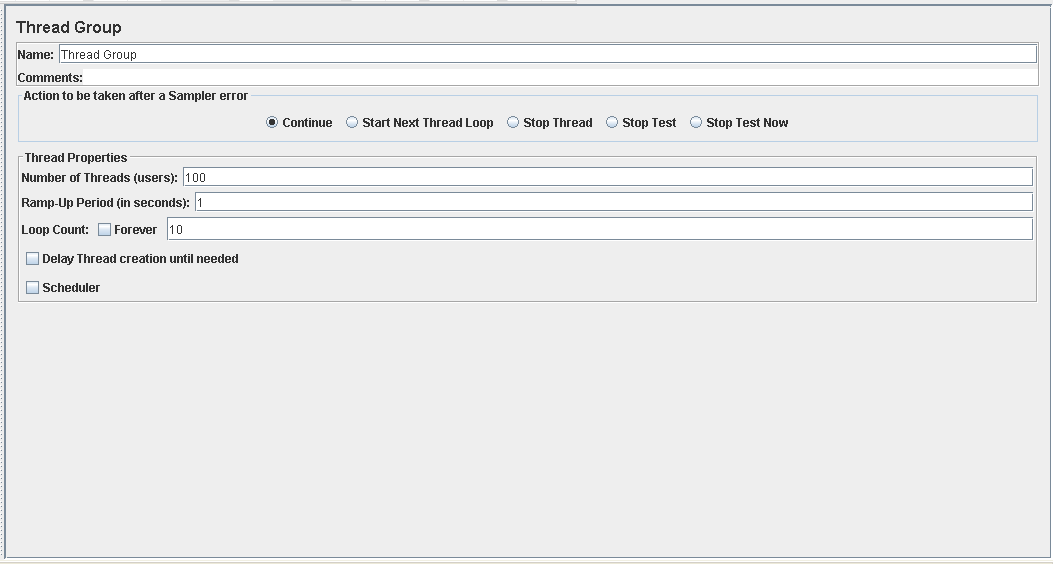 Thread Group
Name: Thread Group
Comments:
Action to be taken after a Sampler error
Continue Start Next Thread Loop Stop Thread Stop Test Stop Test Now
Thread Properties
Number of Threads (users): 100
Ramp-Up Period (in seconds): 1
Loop Count: Forever 10
Delay Thread creation until needed
Scheduler